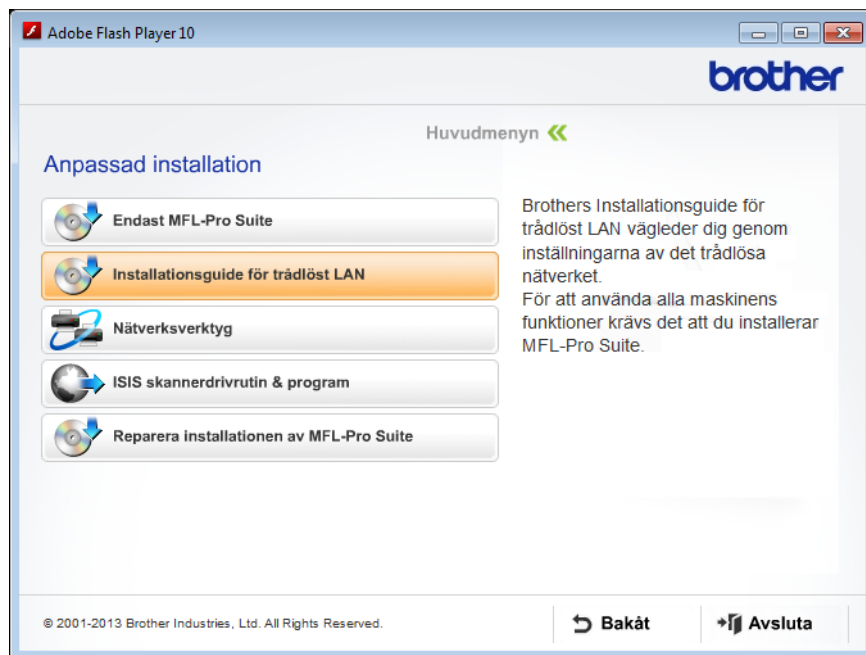 Adobe Flash Player 10
brother
Huvudmenyn
Anpassad installation
Endast MFL-Pro Suite
Installationsguide för trådlöst LAN
Nätverksverktyg
ISIS skannerdrivrutin & program
Reparera installationen av MFL-Pro Suite
Brothers Installationsguide för
trådlöst LAN vägleder dig genom
inställningarna av det trådlösa
nätverket.
För att använda alla maskinens
funktioner krävs det att du installerar
MFL-Pro Suite.
© 2001-2013 Brother Industries, Ltd. All Rights Reserved.
Bakåt
Avsluta